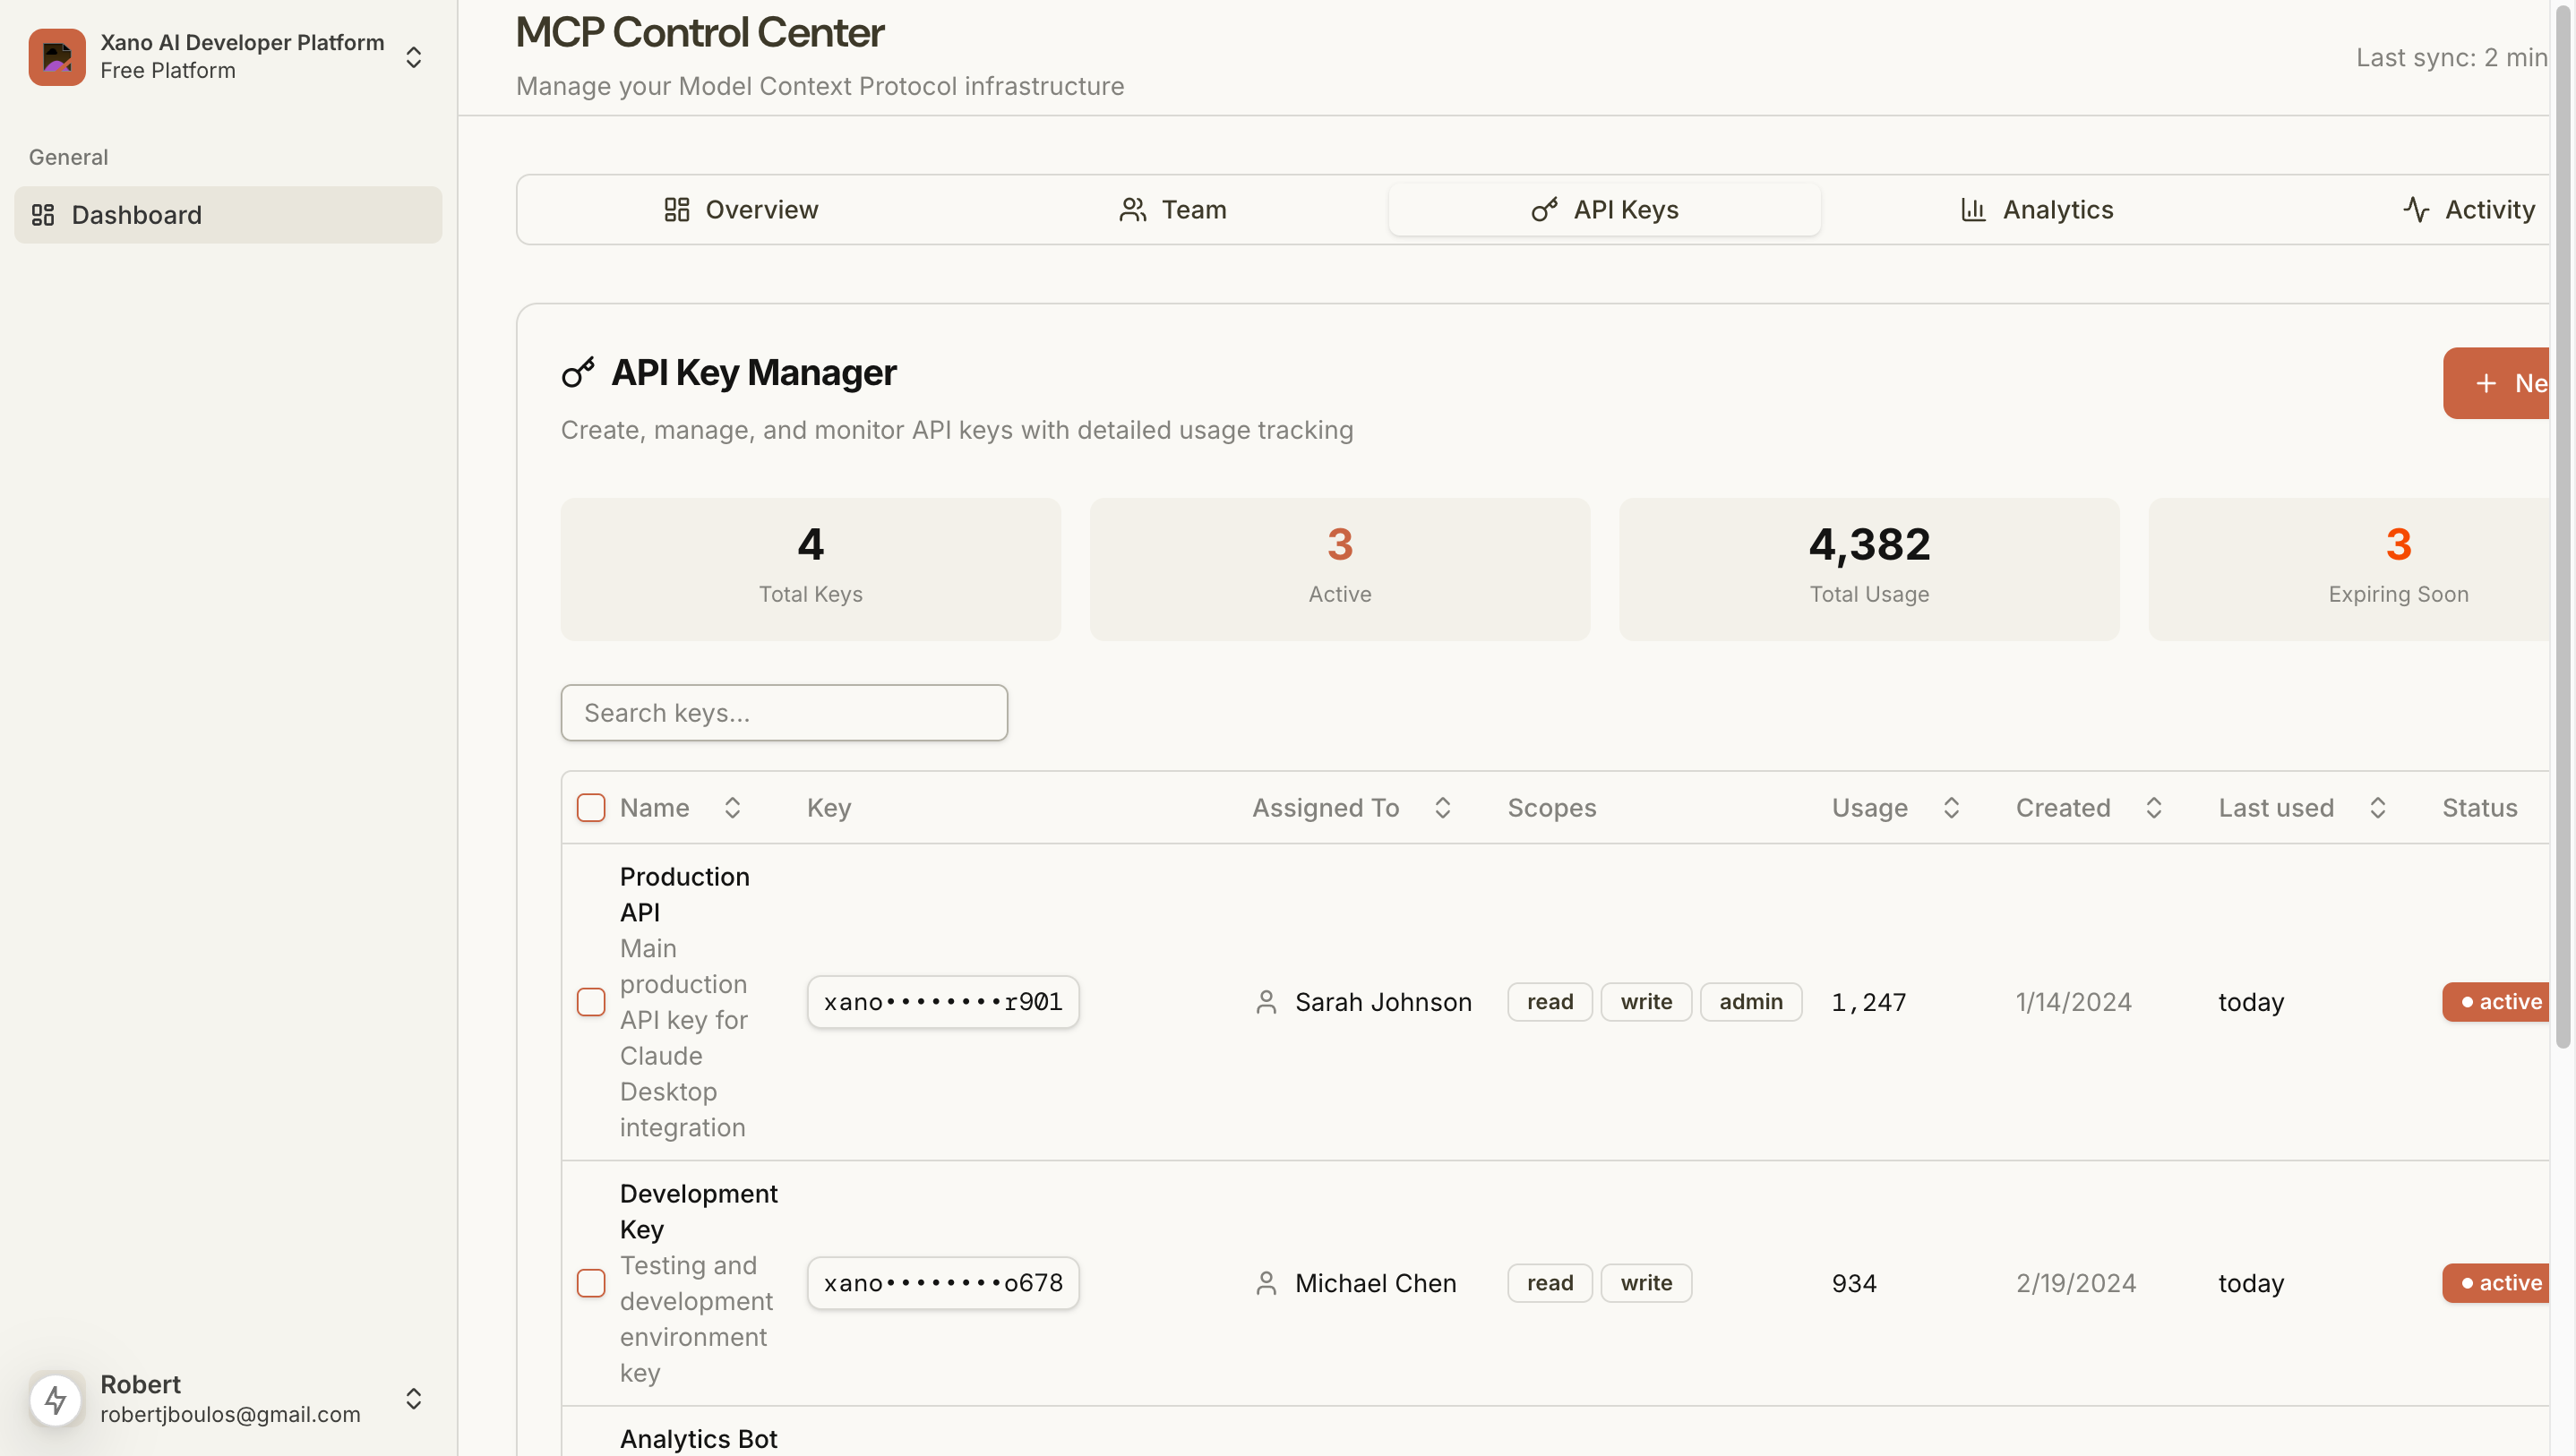 Xano AI Developer Platform
Free Platform
General
Dashboard
Robert
robertjboulos@gmail.com
MCP Control Center
Manage your Model Context Protocol infrastructure
Last sync: 2 min
Overview
Team
API Keys
Analytics
Activity
API Key Manager
Create, manage, and monitor API keys with detailed usage tracking
+ Ne
4
Total Keys
3
Active
4,382
Total Usage
3
Expiring Soon
Search keys...
Name Key Assigned To Scopes Usage Created Last used Status
Production
API
Main
production
API key for
Claude
Desktop
integration
xano••••••••r901
Sarah Johnson
read write admin
1,247
1/14/2024
today
active
Development
Key
Testing and
development
environment
key
xano••••••••o678
Michael Chen
read write
934
2/19/2024
today
active
Analytics Bot